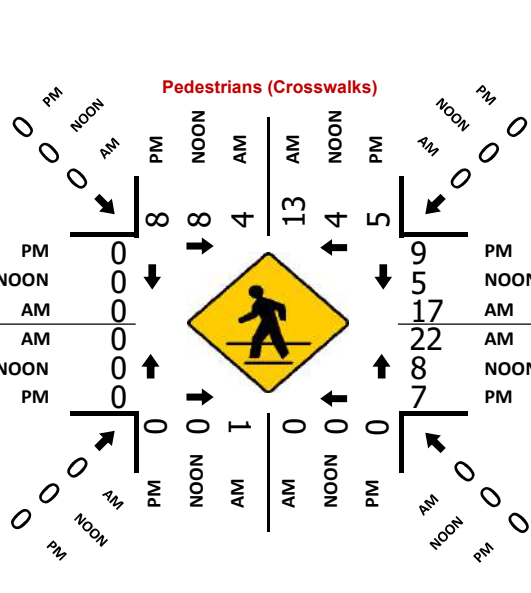 Pedestrians (Crosswalks)
0 PM
0 NOON
0 AM
PM 0
NOON 0
AM 0
PM NOON AM AM NOON PM
8 8 4 13 4 5
PM 0 9 PM
NOON 0 5 NOON
AM 0 17 AM
AM 0 22 AM
NOON 0 8 NOON
PM 0 7 PM
0 0 1 0 0 0
PM NOON AM AM NOON PM
0 AM
0 NOON
0 PM
AM 0
NOON 0
PM 0